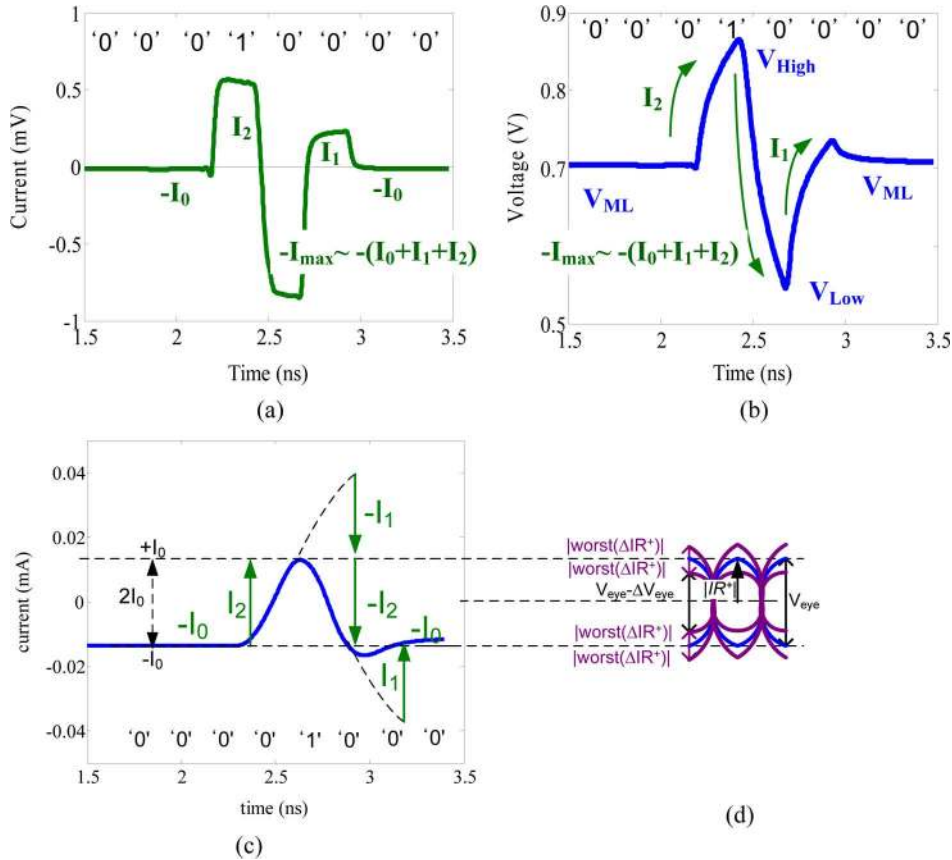 1
‘0’ ‘0’ ‘0’ ‘1’ ‘0’ ‘0’ ‘0’ ‘0’
0.5
I2
I1
0
-I0
-I0
-0.5
-Imax~ -(I0+I1+I2)
-1
1.5 2 2.5 3 3.5
Current (mV)
Time (ns)
(a)
‘0’ ‘0’ ‘0’ ‘1’ ‘0’ ‘0’ ‘0’ ‘0’
0.9
VHigh
I2
0.8
I1
0.7
VML
VML
-Imax~ -(I0+I1+I2)
VLow
0.5
1.5 2 2.5 3 3.5
Voltage (V)
Time (ns)
(b)
0.04
-I1
0.02
+I0
2I0
-I0
I2
-I2
-I0
0
-I0
-0.02
I1
-0.04
‘0’ ‘0’ ‘0’ ‘0’ ‘1’ ‘0’ ‘0’ ‘0’
1.5 2 2.5 3 3.5
current (mA)
time (ns)
(c)
|worst(ΔIR+)|
|worst(ΔIR+)|
Veye-ΔVeye
|IR+|
Veye
|worst(ΔIR+)|
|worst(ΔIR+)|
(d)